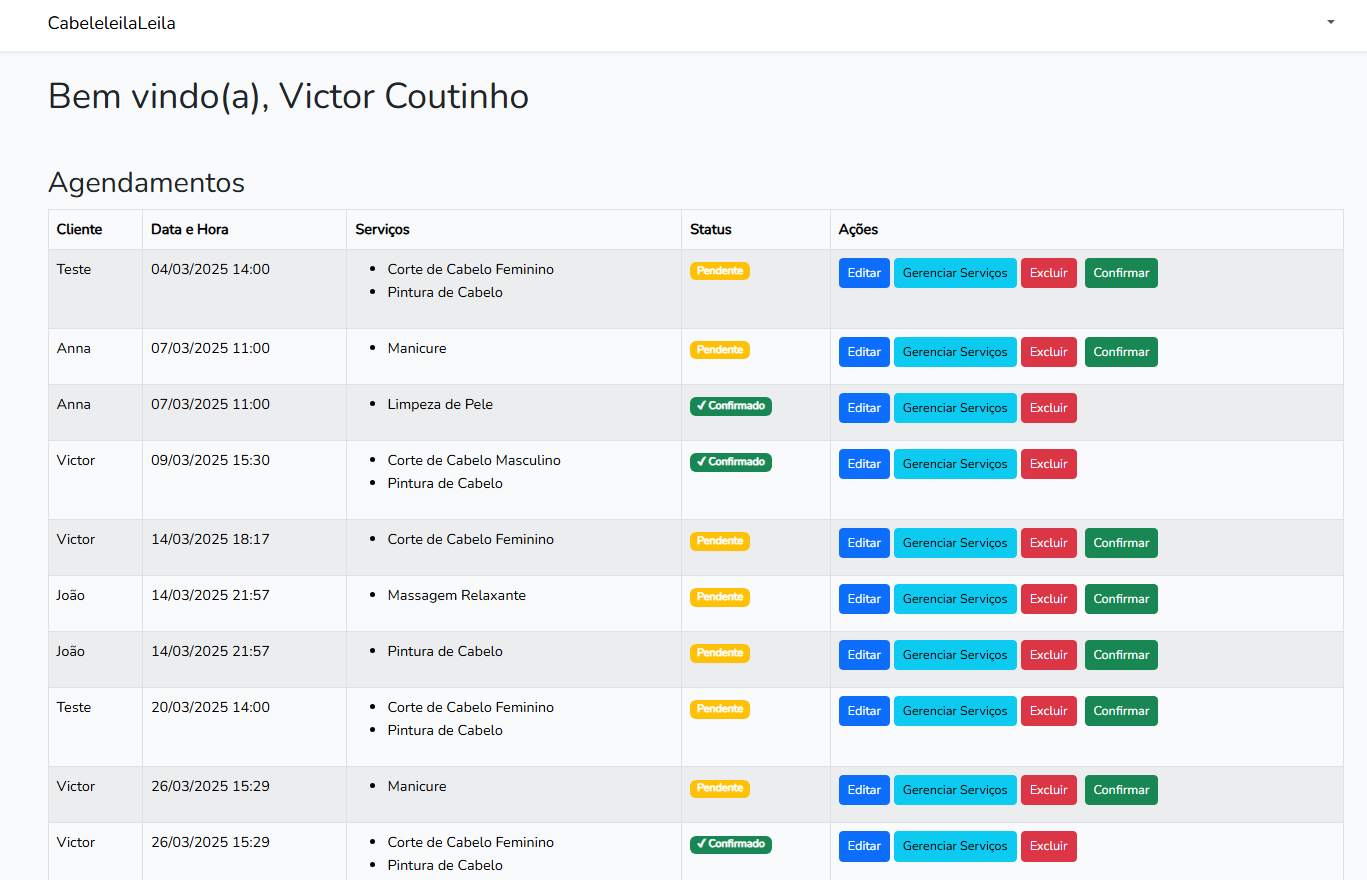 CabeleleilaLeila
Bem vindo(a), Victor Coutinho
Agendamentos
Cliente Data e Hora Serviços Status Ações
Teste 04/03/2025 14:00 • Corte de Cabelo Feminino Pendente Editar Gerenciar Serviços Excluir Confirmar
• Pintura de Cabelo
Anna 07/03/2025 11:00 • Manicure Pendente Editar Gerenciar Serviços Excluir Confirmar
Anna 07/03/2025 11:00 • Limpeza de Pele ✓ Confirmado Editar Gerenciar Serviços Excluir
Victor 09/03/2025 15:30 • Corte de Cabelo Masculino ✓ Confirmado Editar Gerenciar Serviços Excluir
• Pintura de Cabelo
Victor 14/03/2025 18:17 • Corte de Cabelo Feminino Pendente Editar Gerenciar Serviços Excluir Confirmar
João 14/03/2025 21:57 • Massagem Relaxante Pendente Editar Gerenciar Serviços Excluir Confirmar
João 14/03/2025 21:57 • Pintura de Cabelo Pendente Editar Gerenciar Serviços Excluir Confirmar
Teste 20/03/2025 14:00 • Corte de Cabelo Feminino Pendente Editar Gerenciar Serviços Excluir Confirmar
• Pintura de Cabelo
Victor 26/03/2025 15:29 • Manicure Pendente Editar Gerenciar Serviços Excluir Confirmar
Victor 26/03/2025 15:29 • Corte de Cabelo Feminino ✓ Confirmado Editar Gerenciar Serviços Excluir
• Pintura de Cabelo